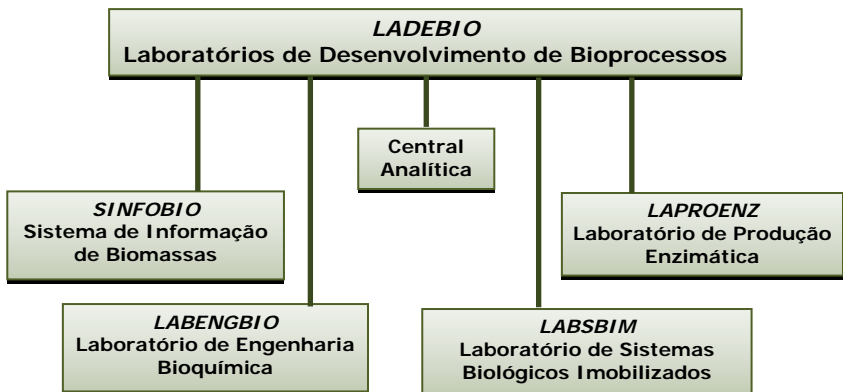 LADEBIO
Laboratórios de Desenvolvimento de Bioprocessos
Central
Analítica
SINFOBIO
Sistema de Informação
de Biomassas
LAPROENZ
Laboratório de Produção
Enzimática
LABENGBIO
Laboratório de Engenharia
Bioquímica
LABSBIM
Laboratório de Sistemas
Biológicos Imobilizados